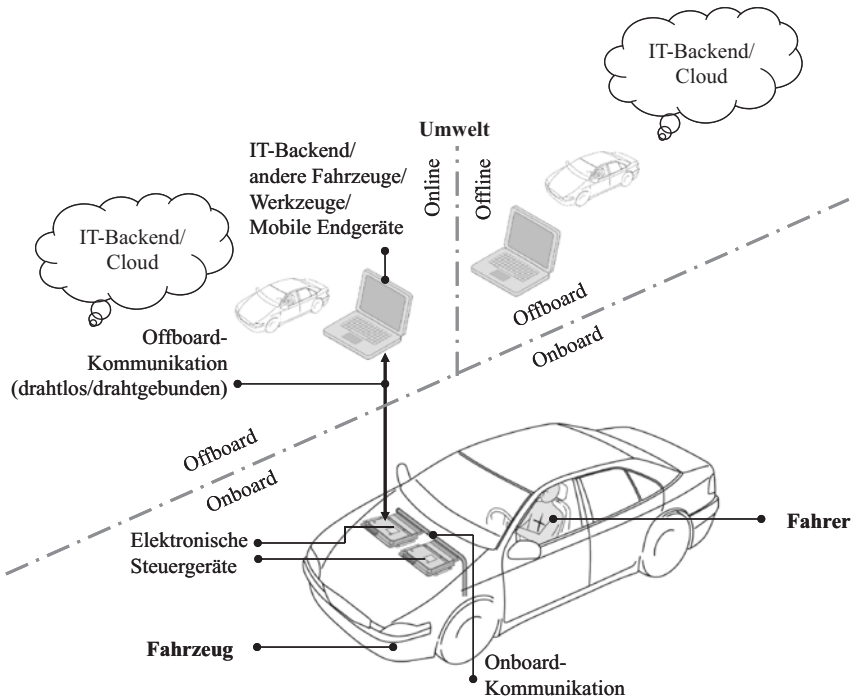 IT-Backend/
Cloud
Umwelt
IT-Backend/
andere Fahrzeuge/
Werkzeuge/
Mobile Endgeräte
Online
Offline
IT-Backend/
Cloud
Offboard
Onboard
Offboard-
Kommunikation
(drahtlos/drahtgebunden)
Offboard
Onboard
Elektronische
Steuergeräte
Fahrer
Fahrzeug
Onboard-
Kommunikation